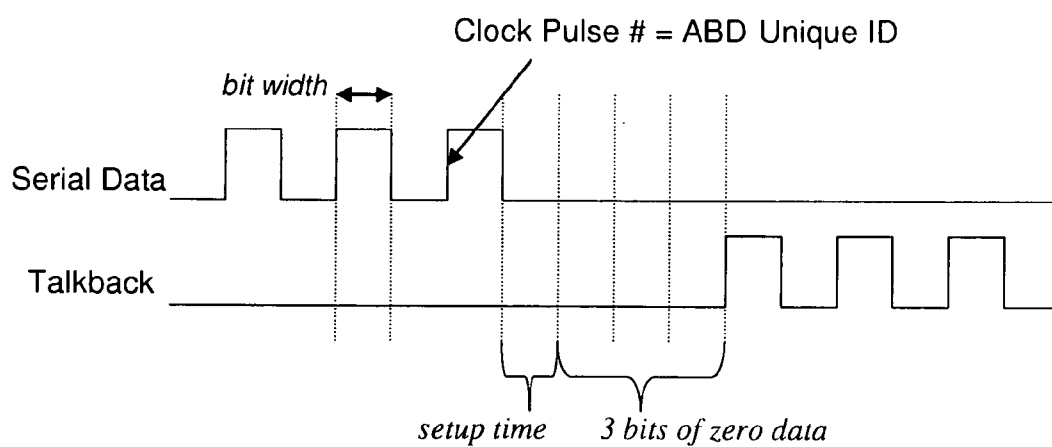 Clock Pulse # = ABD Unique ID
bit width
Serial Data
Talkback
setup time
3 bits of zero data